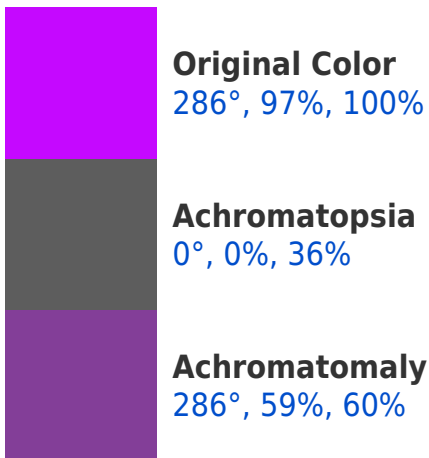 Original Color
286°, 97%, 100%
Achromatopsia
0°, 0%, 36%
Achromatomaly
286°, 59%, 60%